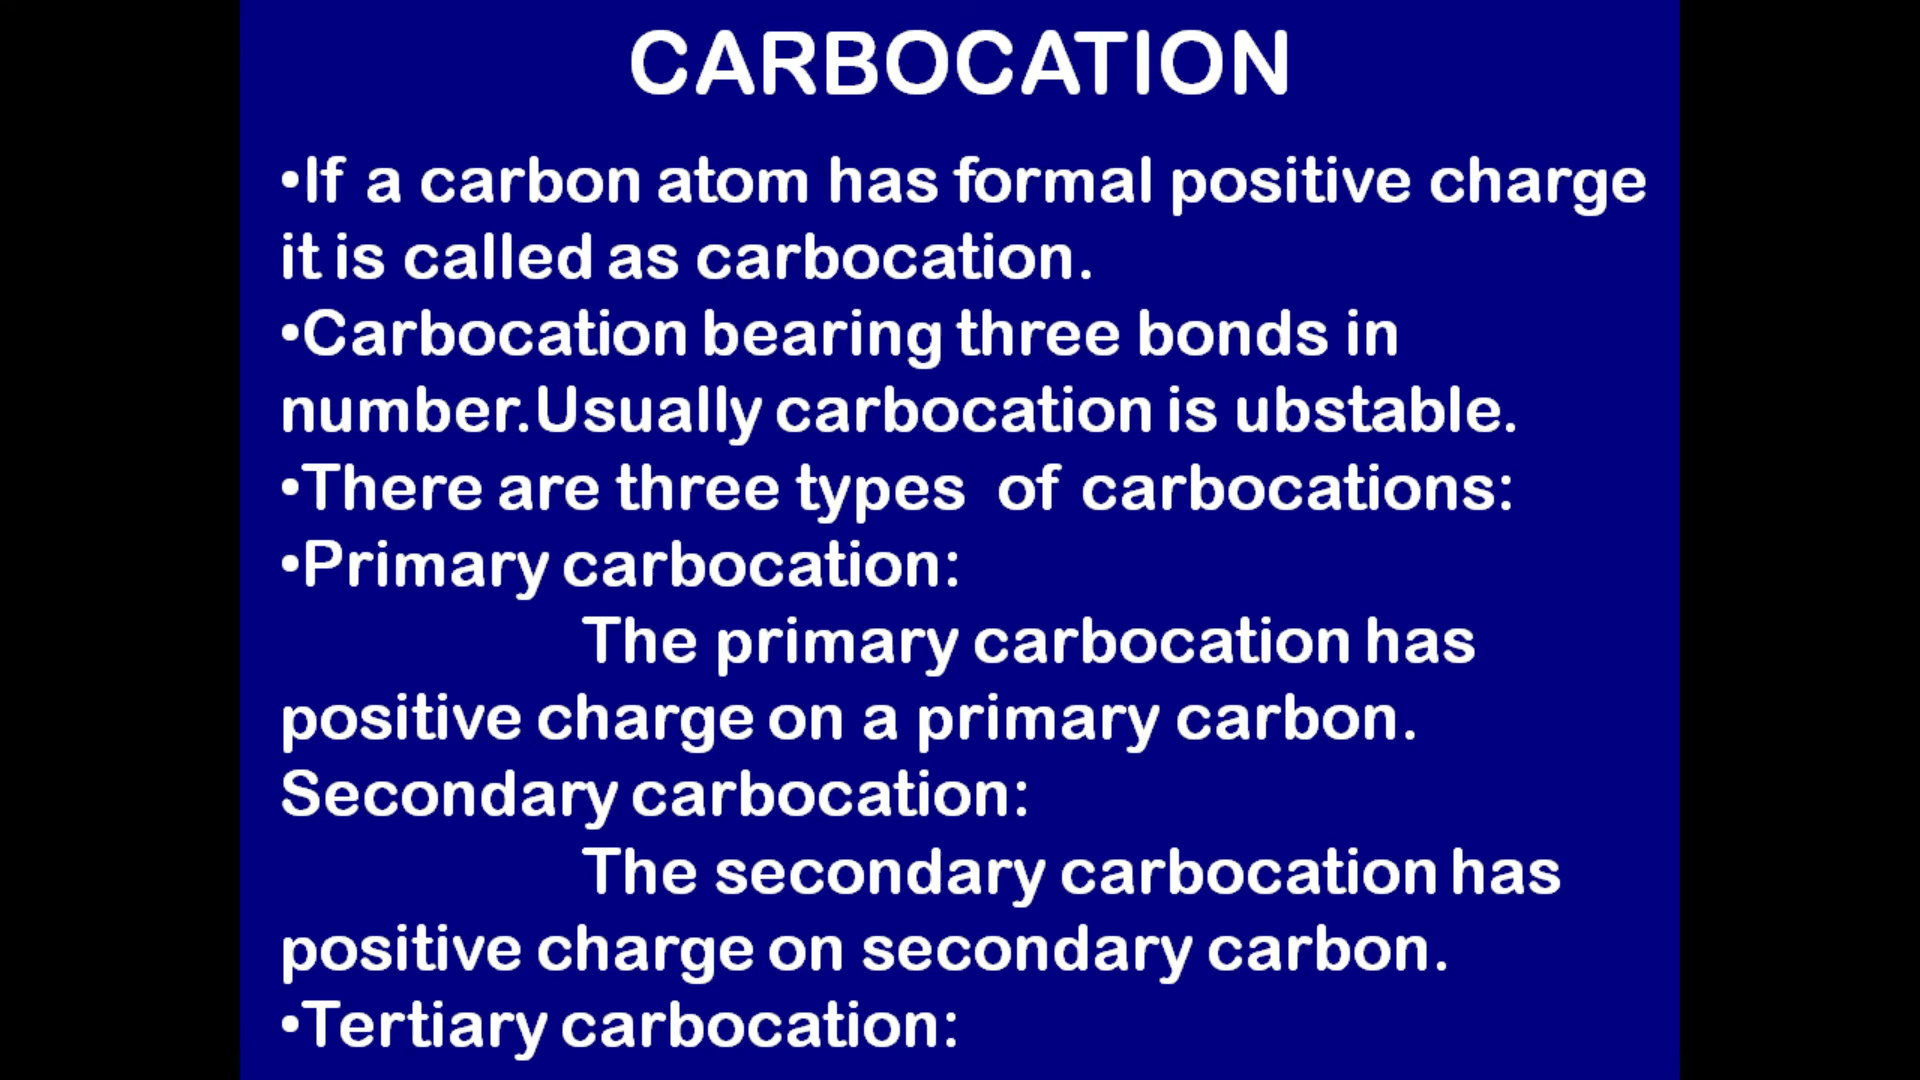 CARBOCATION
•If a carbon atom has formal positive charge
it is called as carbocation.
•Carbocation bearing three bonds in
number.Usually carbocation is ubstable.
•There are three types of carbocations:
•Primary carbocation:
The primary carbocation has
positive charge on a primary carbon.
Secondary carbocation:
The secondary carbocation has
positive charge on secondary carbon.
•Tertiary carbocation: